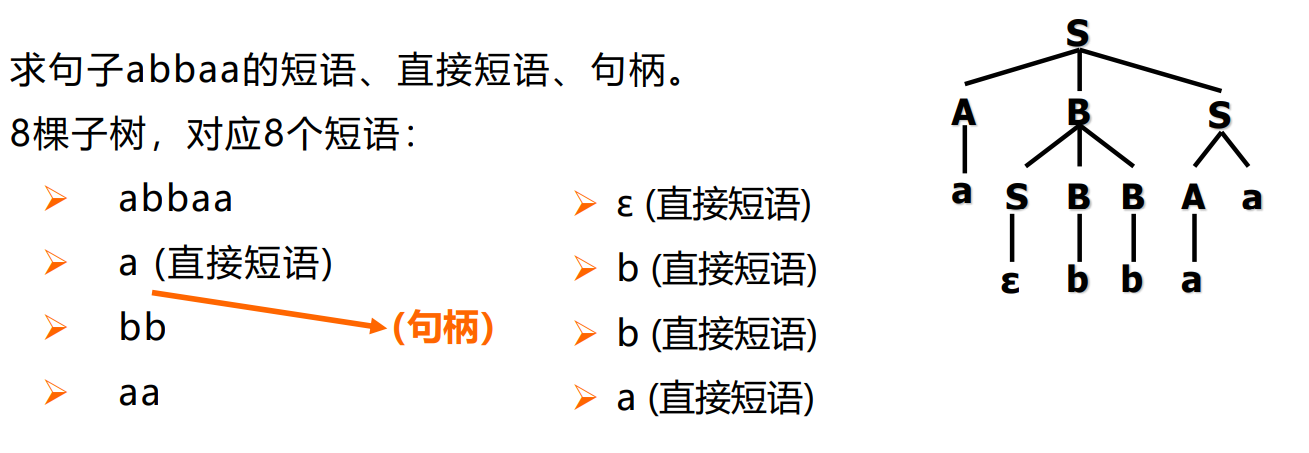 求句子abbaa的短语、直接短语、句柄。
8棵子树，对应8个短语：
abbaa
a (直接短语)
bb
(句柄)
aa
ε (直接短语)
b (直接短语)
b (直接短语)
a (直接短语)
S
A B S
a S B B A a
ε b b a